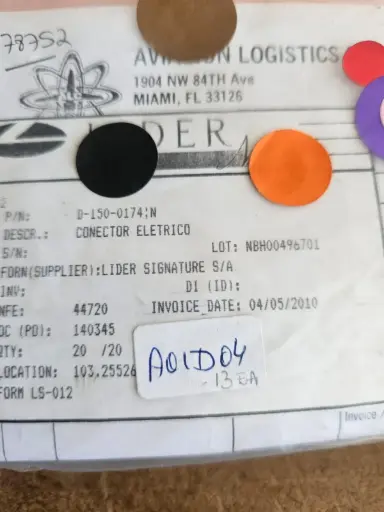 78752
LOGISTICS
1904 NW 84TH Ave
MIAMI, FL 33126
DER
P/N: D-150-0174;N
DESCR.: CONECTOR ELETRICO
S/N: LOT: NBH00496701
FORN(SUPPLIER):LIDER SIGNATURE S/A
INV: DI (ID):
NFE: 44720 INVOICE DATE: 04/05/2010
OC (PO): 140345
QTY: 20 /20
LOCATION: 103.25526
A01D04
-13 EA
FORM LS-012
Invoice /